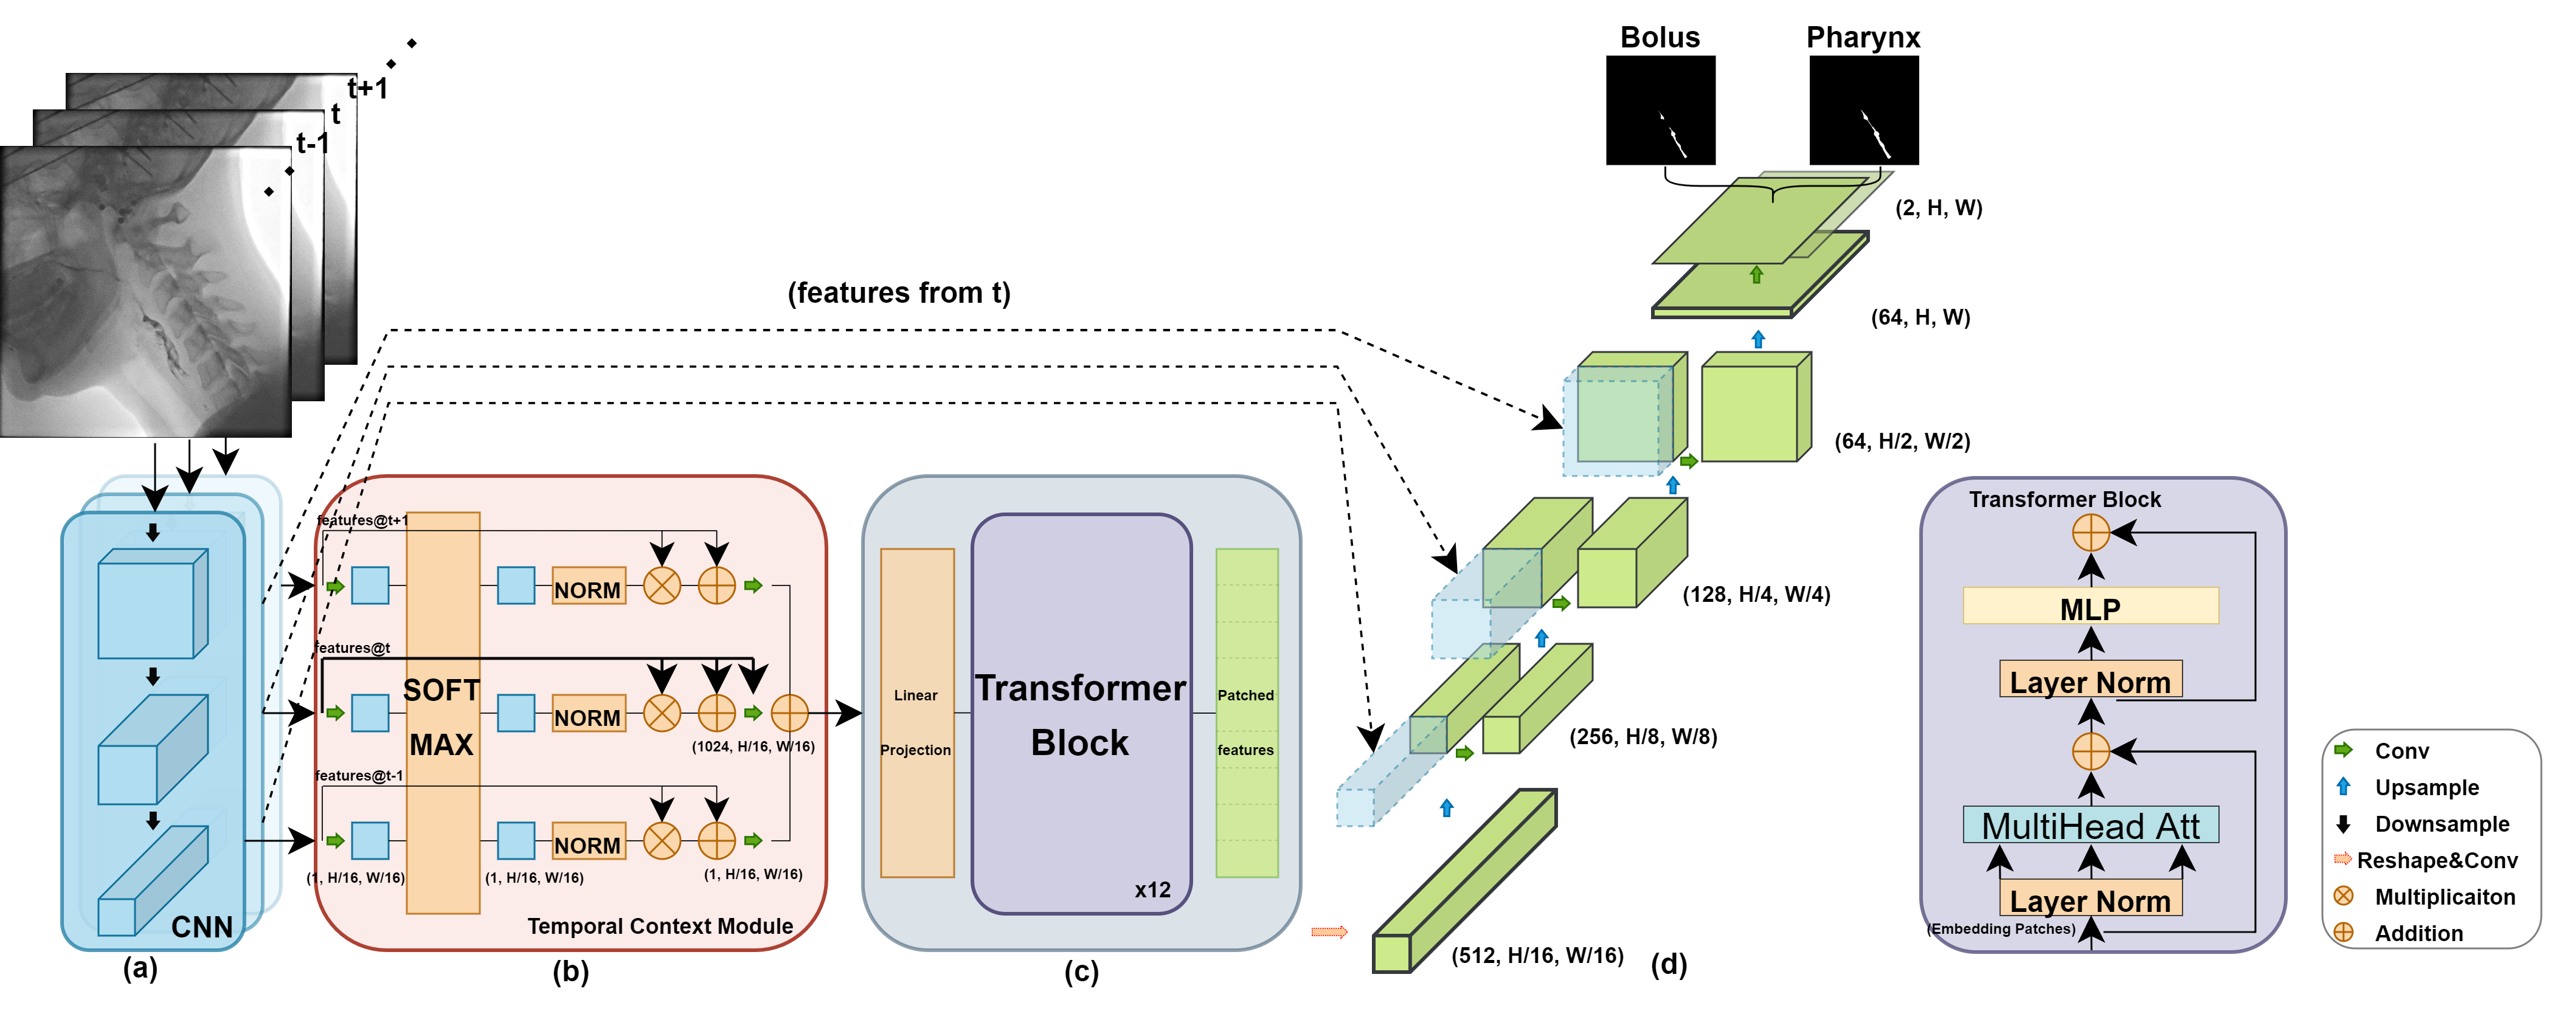 Bolus
Pharynx
t+1
t
t-1
(2, H, W)
(features from t)
(64, H, W)
(64, H/2, W/2)
(128, H/4, W/4)
(256, H/8, W/8)
(512, H/16, W/16)
(d)
CNN
(a)
features@t+1
NORM
features@t
SOFT
MAX
NORM
(1024, H/16, W/16)
features@t-1
NORM
(1, H/16, W/16)
(1, H/16, W/16)
(1, H/16, W/16)
Temporal Context Module
(b)
Linear
Projection
Transformer
Block
x12
Patched
features
(c)
Transformer Block
MLP
Layer Norm
MultiHead Att
Layer Norm
(Embedding Patches)
Conv
Upsample
Downsample
Reshape&Conv
Multiplicaiton
Addition